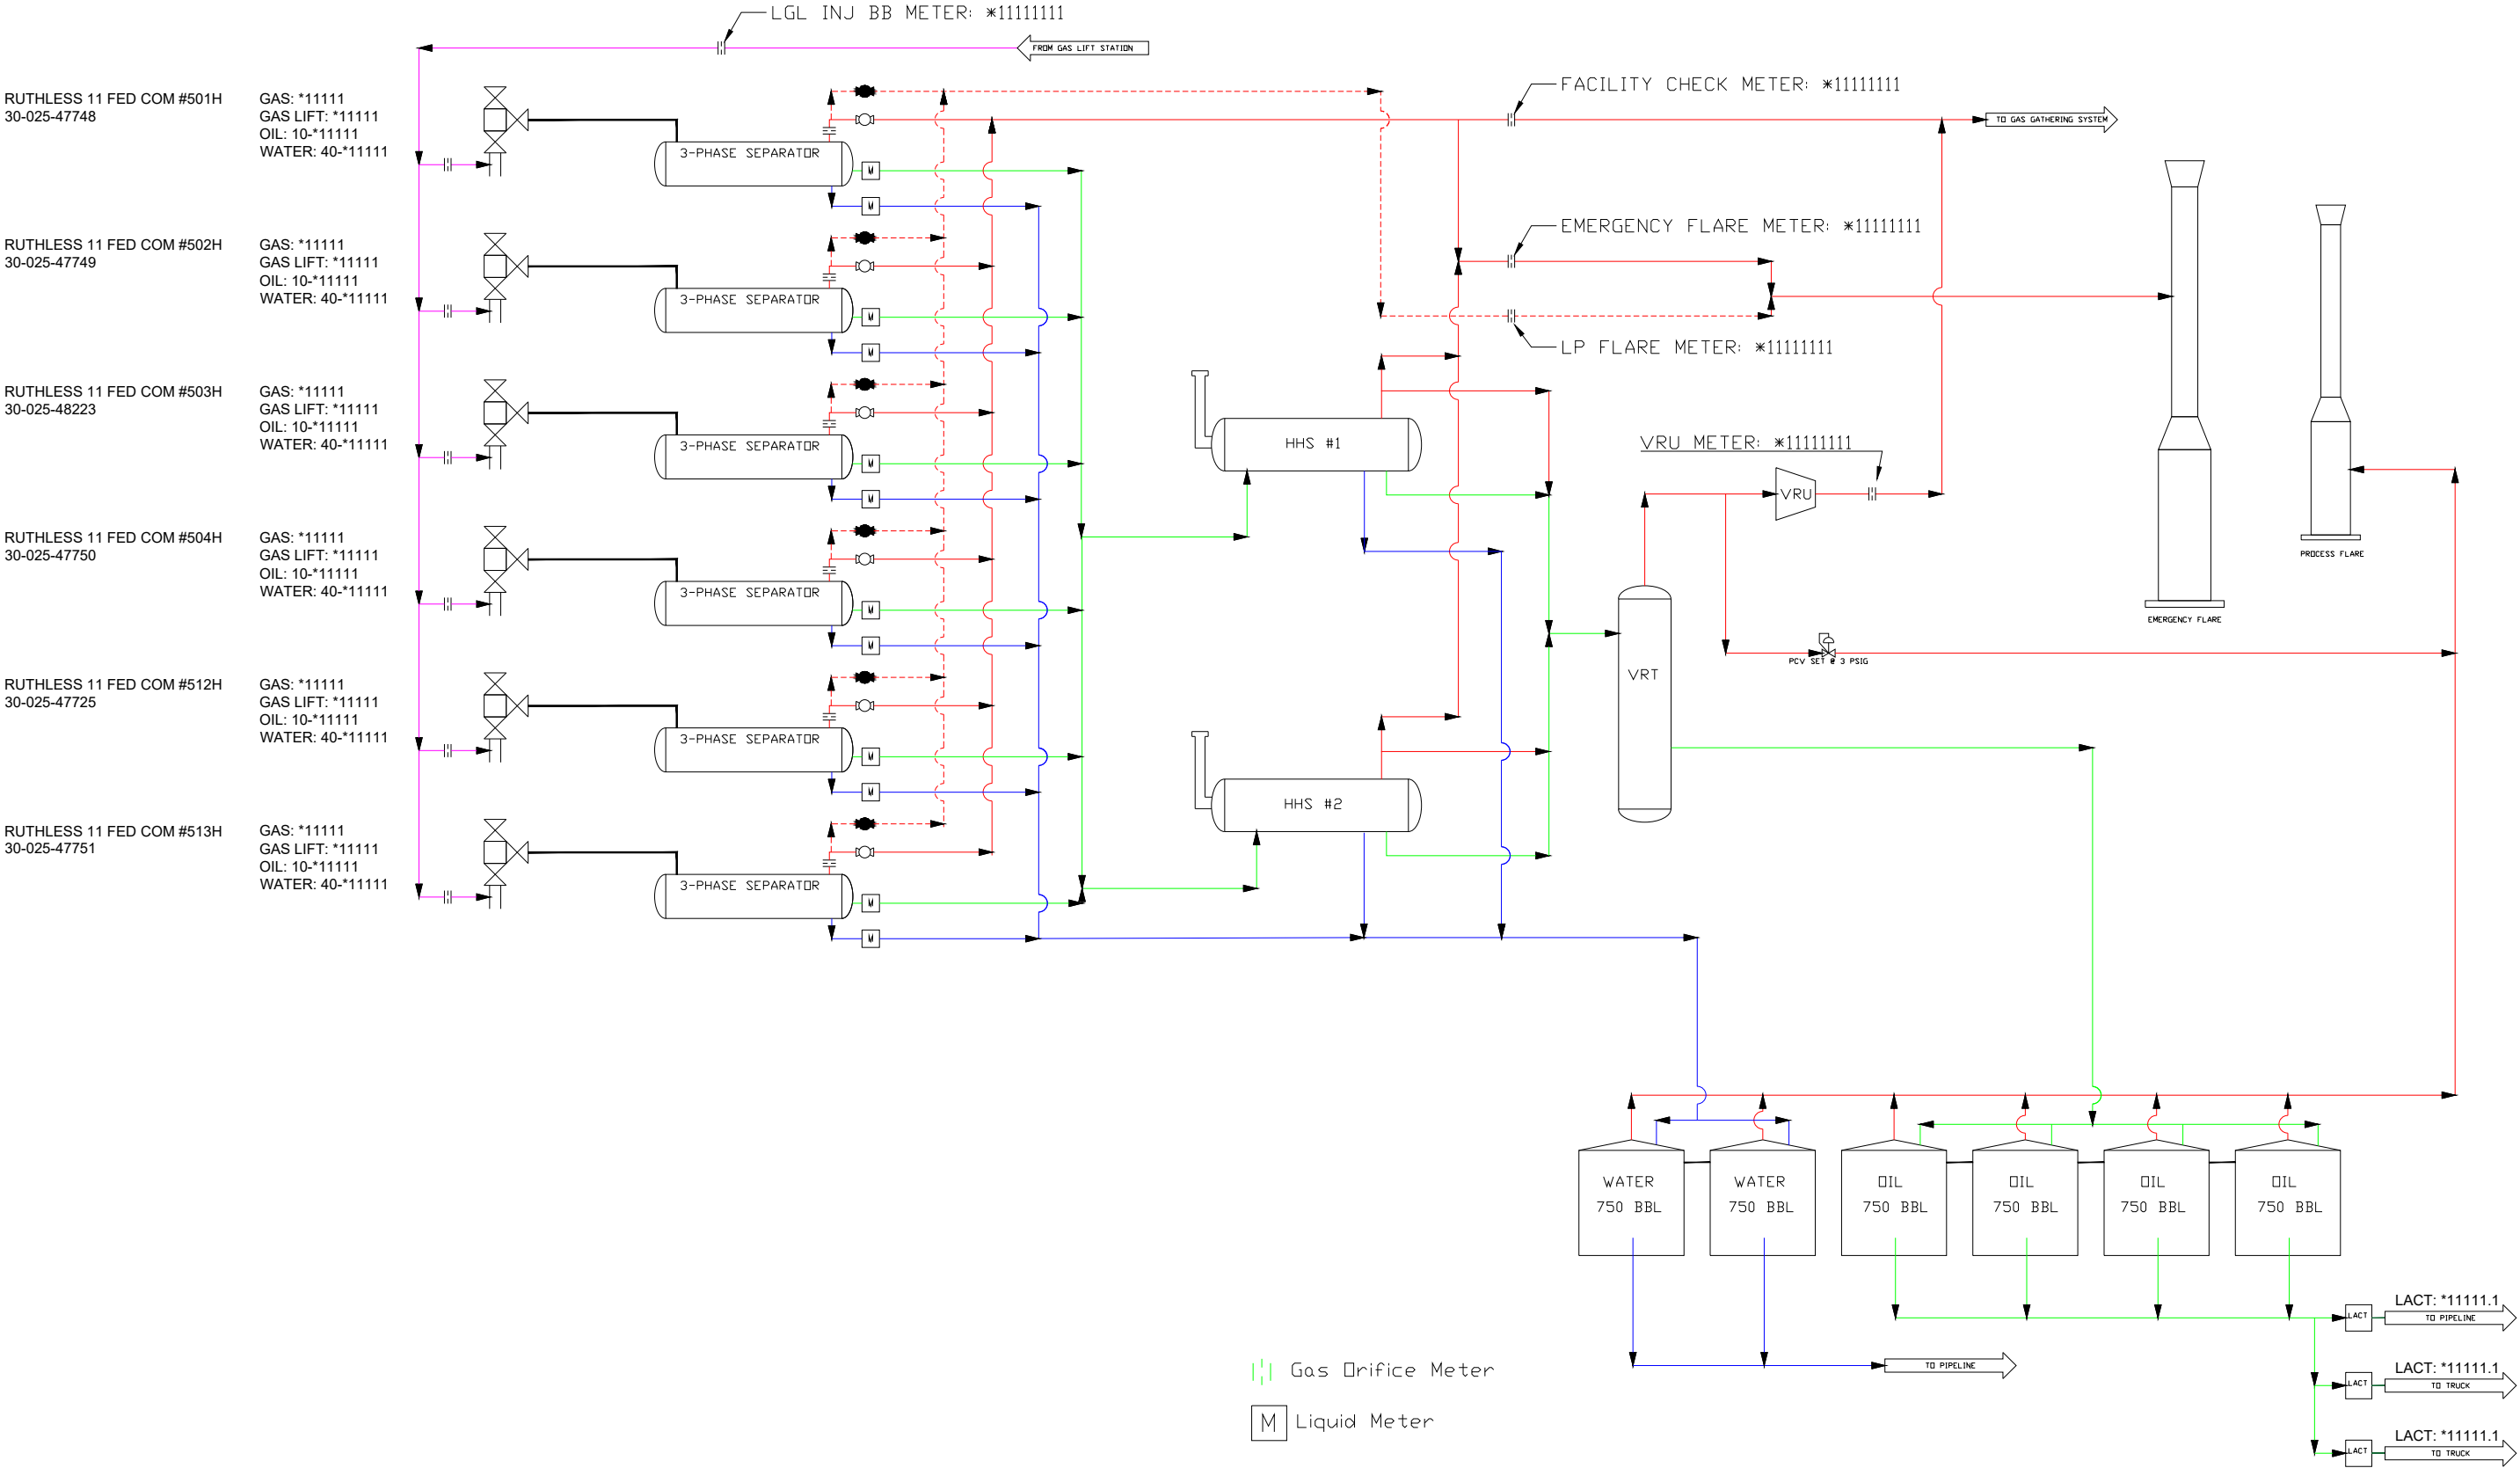 LGL INJ BB METER: *11111111
FROM GAS LIFT STATION
RUTHLESS 11 FED COM #501H
30-025-47748
GAS: *11111
GAS LIFT: *11111
OIL: 10-*11111
WATER: 40-*11111
3-PHASE SEPARATOR
M
M
FACILITY CHECK METER: *11111111
TO GAS GATHERING SYSTEM
RUTHLESS 11 FED COM #502H
30-025-47749
GAS: *11111
GAS LIFT: *11111
OIL: 10-*11111
WATER: 40-*11111
3-PHASE SEPARATOR
M
M
EMERGENCY FLARE METER: *11111111
LP FLARE METER: *11111111
RUTHLESS 11 FED COM #503H
30-025-48223
GAS: *11111
GAS LIFT: *11111
OIL: 10-*11111
WATER: 40-*11111
3-PHASE SEPARATOR
M
M
HHS #1
VRU METER: *11111111
VRU
PROCESS FLARE
EMERGENCY FLARE
RUTHLESS 11 FED COM #504H
30-025-47750
GAS: *11111
GAS LIFT: *11111
OIL: 10-*11111
WATER: 40-*11111
3-PHASE SEPARATOR
M
M
PCV SET @ 3 PSIG
VRT
RUTHLESS 11 FED COM #512H
30-025-47725
GAS: *11111
GAS LIFT: *11111
OIL: 10-*11111
WATER: 40-*11111
3-PHASE SEPARATOR
M
M
HHS #2
RUTHLESS 11 FED COM #513H
30-025-47751
GAS: *11111
GAS LIFT: *11111
OIL: 10-*11111
WATER: 40-*11111
3-PHASE SEPARATOR
M
M
WATER
750 BBL
WATER
750 BBL
OIL
750 BBL
OIL
750 BBL
OIL
750 BBL
OIL
750 BBL
LACT
LACT: *11111.1
TO PIPELINE
TO PIPELINE
LACT
LACT: *11111.1
TO TRUCK
LACT
LACT: *11111.1
TO TRUCK
Gas Orifice Meter
M
Liquid Meter